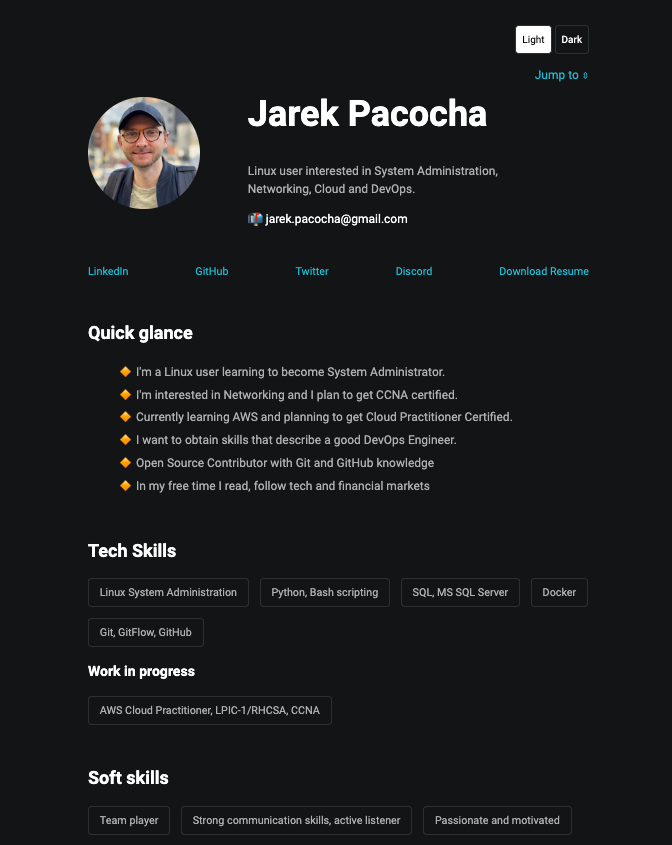 Light Dark
Jump to ⇕
Jarek Pacocha
Linux user interested in System Administration,
Networking, Cloud and DevOps.
📬 jarek.pacocha@gmail.com
LinkedIn GitHub Twitter Discord Download Resume
Quick glance
🔶 I'm a Linux user learning to become System Administrator.
🔶 I'm interested in Networking and I plan to get CCNA certified.
🔶 Currently learning AWS and planning to get Cloud Practitioner Certified.
🔶 I want to obtain skills that describe a good DevOps Engineer.
🔶 Open Source Contributor with Git and GitHub knowledge
🔶 In my free time I read, follow tech and financial markets
Tech Skills
Linux System Administration Python, Bash scripting SQL, MS SQL Server Docker
Git, GitFlow, GitHub
Work in progress
AWS Cloud Practitioner, LPIC-1/RHCSA, CCNA
Soft skills
Team player Strong communication skills, active listener Passionate and motivated